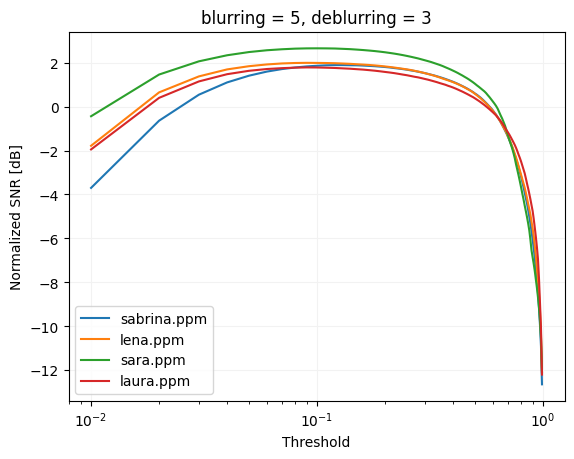 blurring = 5, deblurring = 3
Normalized SNR [dB]
2
0
−2
−4
−6
−8
−10
−12
sabrina.ppm
lena.ppm
sara.ppm
laura.ppm
10⁻²
10⁻¹
10⁰
Threshold